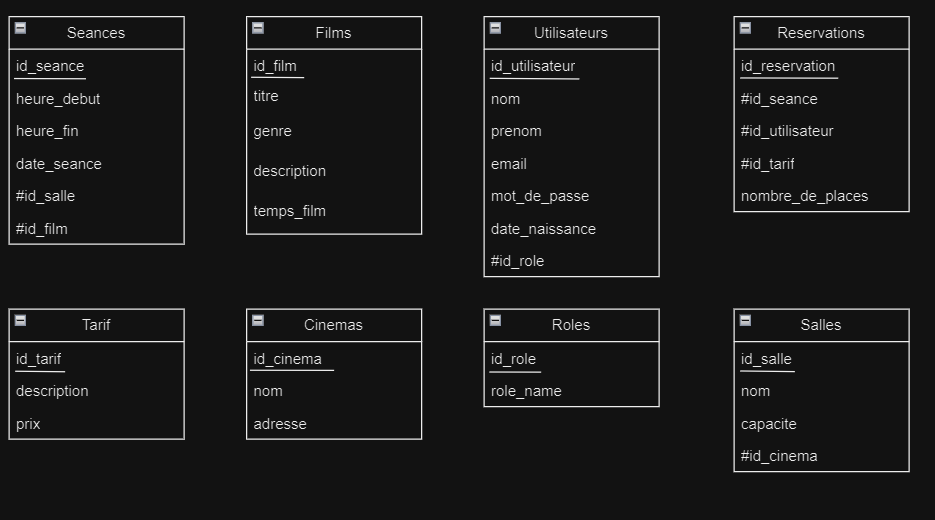 Seances
id_seance
heure_debut
heure_fin
date_seance
#id_salle
#id_film
Films
id_film
titre
genre
description
temps_film
Utilisateurs
id_utilisateur
nom
prenom
email
mot_de_passe
date_naissance
#id_role
Reservations
id_reservation
#id_seance
#id_utilisateur
#id_tarif
nombre_de_places
Tarif
id_tarif
description
prix
Cinemas
id_cinema
nom
adresse
Roles
id_role
role_name
Salles
id_salle
nom
capacite
#id_cinema